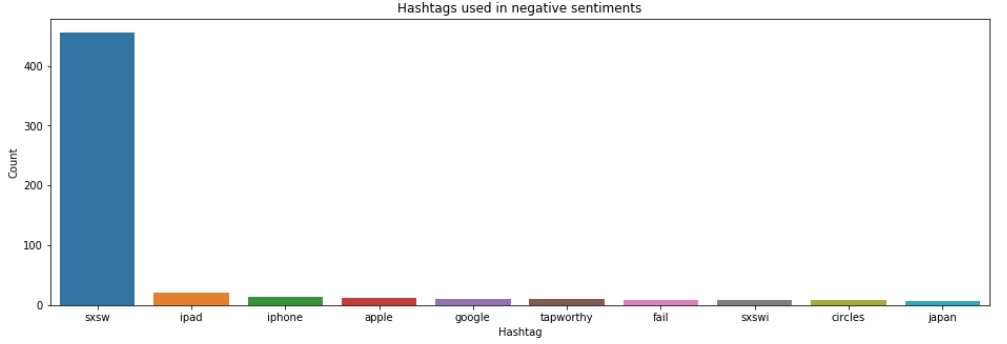 Hashtags used in negative sentiments
Count
400
300
200
100
0
sxsw ipad iphone apple google tapworthy fail sxswi circles japan
Hashtag